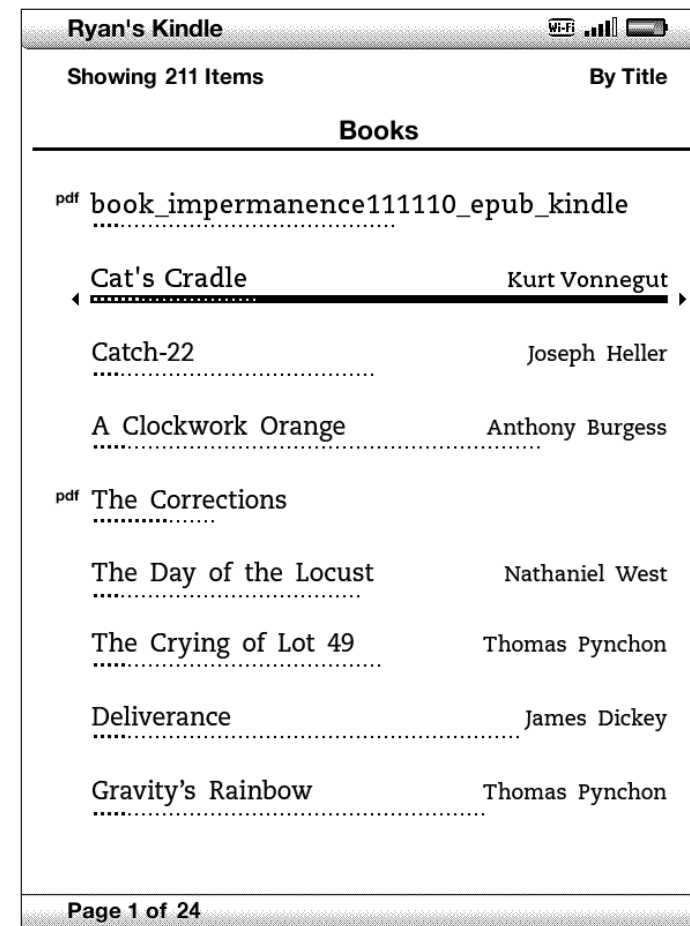 Ryan's Kindle Wi-Fi
Showing 211 Items By Title
Books
pdf book_impermanence111110_epub_kindle
Cat's Cradle Kurt Vonnegut
Catch-22 Joseph Heller
A Clockwork Orange Anthony Burgess
pdf The Corrections
The Day of the Locust Nathaniel West
The Crying of Lot 49 Thomas Pynchon
Deliverance James Dickey
Gravity’s Rainbow Thomas Pynchon
Page 1 of 24